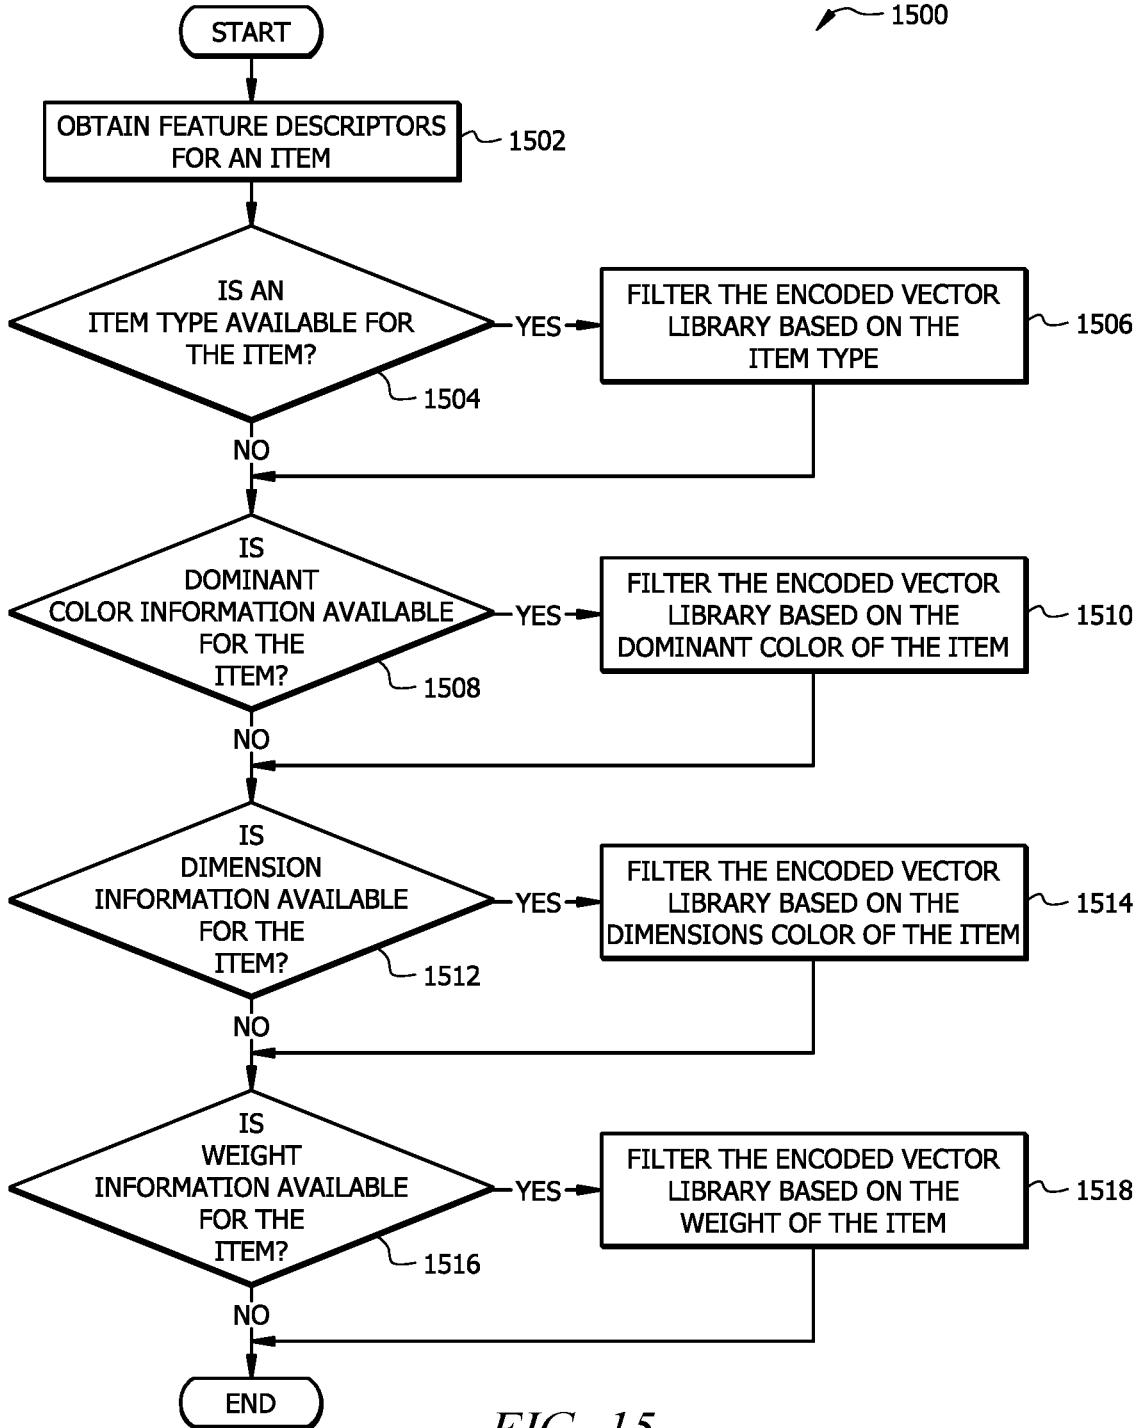 1500
START
OBTAIN FEATURE DESCRIPTORS
FOR AN ITEM
1502
IS AN
ITEM TYPE AVAILABLE FOR
THE ITEM?
1504
YES
FILTER THE ENCODED VECTOR
LIBRARY BASED ON THE
ITEM TYPE
1506
NO
IS
DOMINANT
COLOR INFORMATION AVAILABLE
FOR THE
ITEM?
1508
YES
FILTER THE ENCODED VECTOR
LIBRARY BASED ON THE
DOMINANT COLOR OF THE ITEM
1510
NO
IS
DIMENSION
INFORMATION AVAILABLE
FOR THE
ITEM?
1512
YES
FILTER THE ENCODED VECTOR
LIBRARY BASED ON THE
DIMENSIONS COLOR OF THE ITEM
1514
NO
IS
WEIGHT
INFORMATION AVAILABLE
FOR THE
ITEM?
1516
YES
FILTER THE ENCODED VECTOR
LIBRARY BASED ON THE
WEIGHT OF THE ITEM
1518
NO
END
FIG. 15